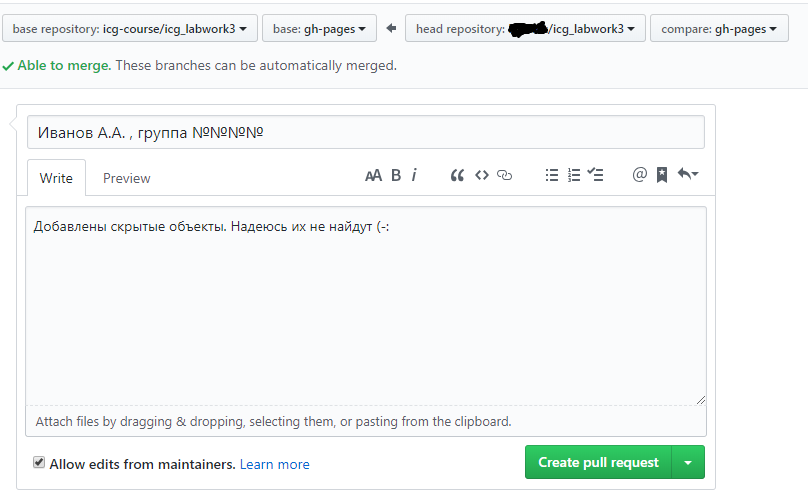 base repository: icg-course/icg_labwork3 base: gh-pages head repository: /icg_labwork3 compare: gh-pages
Able to merge. These branches can be automatically merged.
Иванов А.А. , группа №№№№
Write Preview AA B i @
Добавлены скрытые объекты. Надеюсь их не найдут (-:
Attach files by dragging & dropping, selecting them, or pasting from the clipboard.
Allow edits from maintainers. Learn more Create pull request